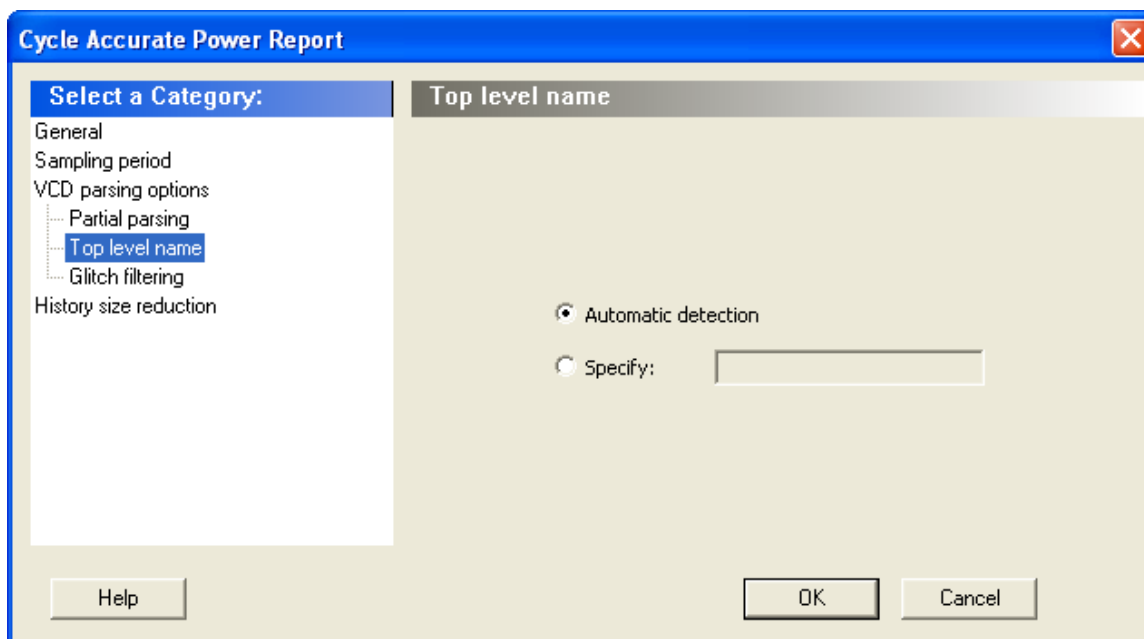 Cycle Accurate Power Report
Select a Category:
General
Sampling period
VCD parsing options
Partial parsing
Top level name
Glitch filtering
History size reduction
Top level name
Automatic detection
Specify:
Help
OK
Cancel